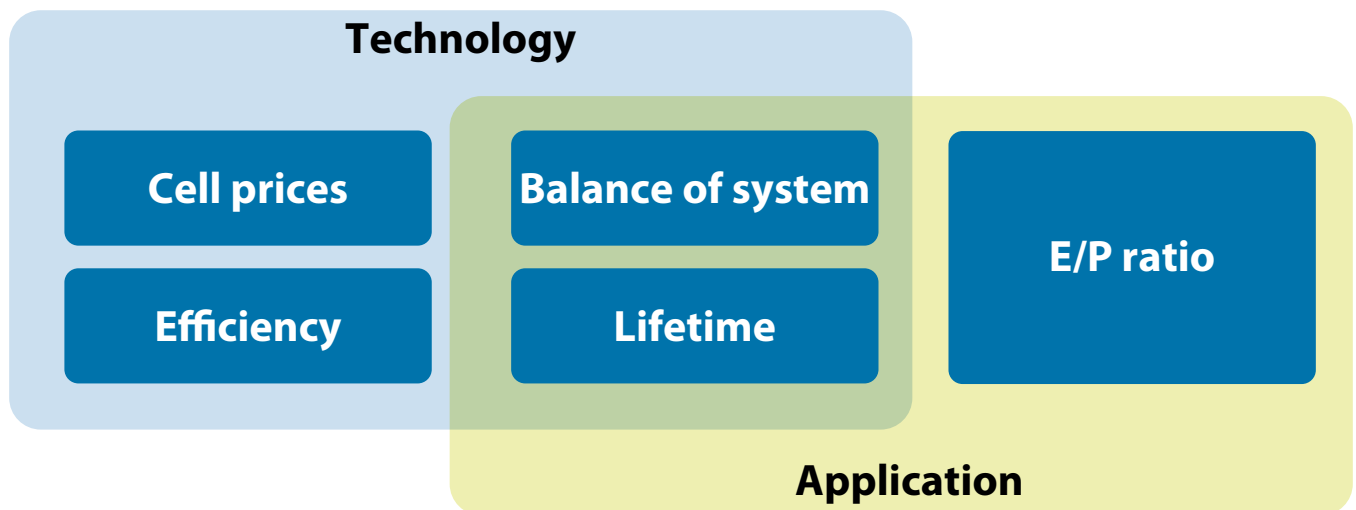 Technology
Cell prices
Balance of system
E/P ratio
Efficiency
Lifetime
Application